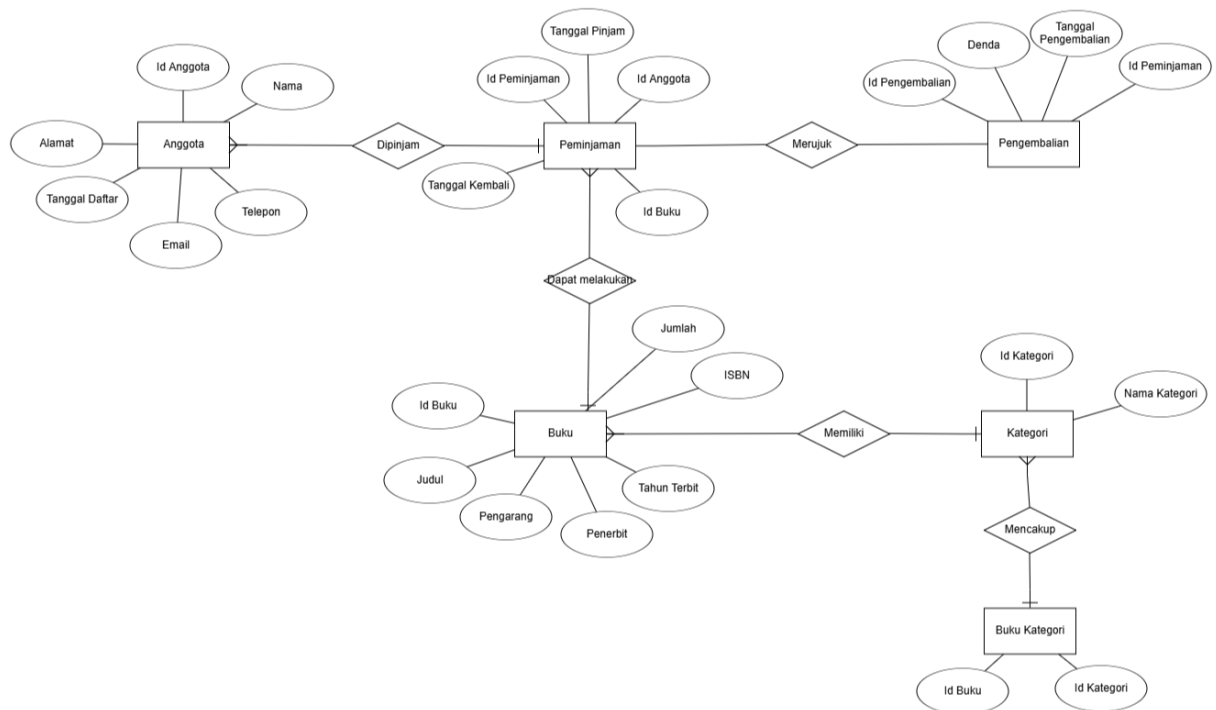 Tanggal Pinjam
Tanggal
Pengembalian
Denda
Id Anggota
Id Peminjaman
Id Anggota
Id Peminjaman
Nama
Id Pengembalian
Alamat
Anggota
Dipinjam
Peminjaman
Merujuk
Pengembalian
Tanggal Kembali
Tanggal Daftar
Telepon
Id Buku
Email
Dapat melakukan
Jumlah
Id Kategori
ISBN
Nama Kategori
Id Buku
Buku
Memiliki
Kategori
Judul
Tahun Terbit
Pengarang
Penerbit
Mencakup
Buku Kategori
Id Buku
Id Kategori